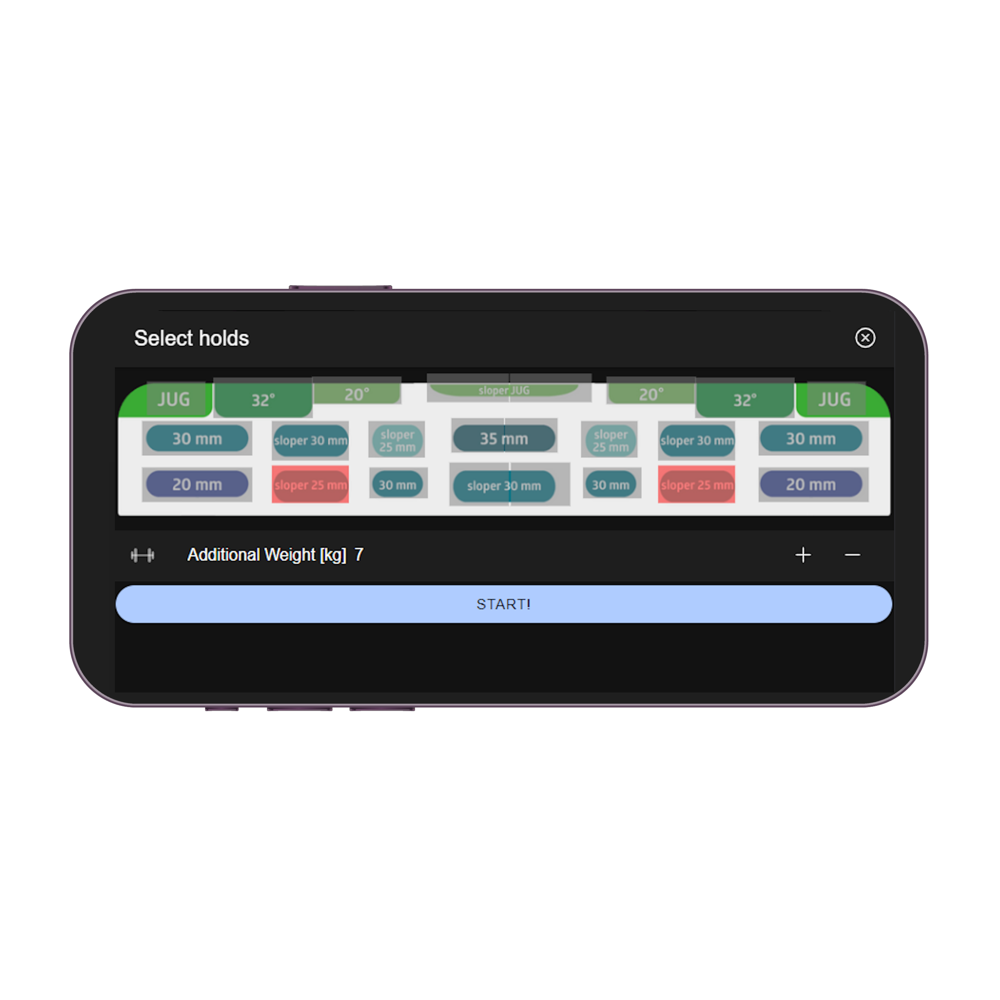 Select holds
JUG 32° 20° sloper JUG 20° 32° JUG
30 mm sloper 30 mm sloper 25 mm 35 mm sloper 25 mm sloper 30 mm 30 mm
20 mm sloper 25 mm 30 mm sloper 30 mm 30 mm sloper 25 mm 20 mm
Additional Weight [kg] 7
START!